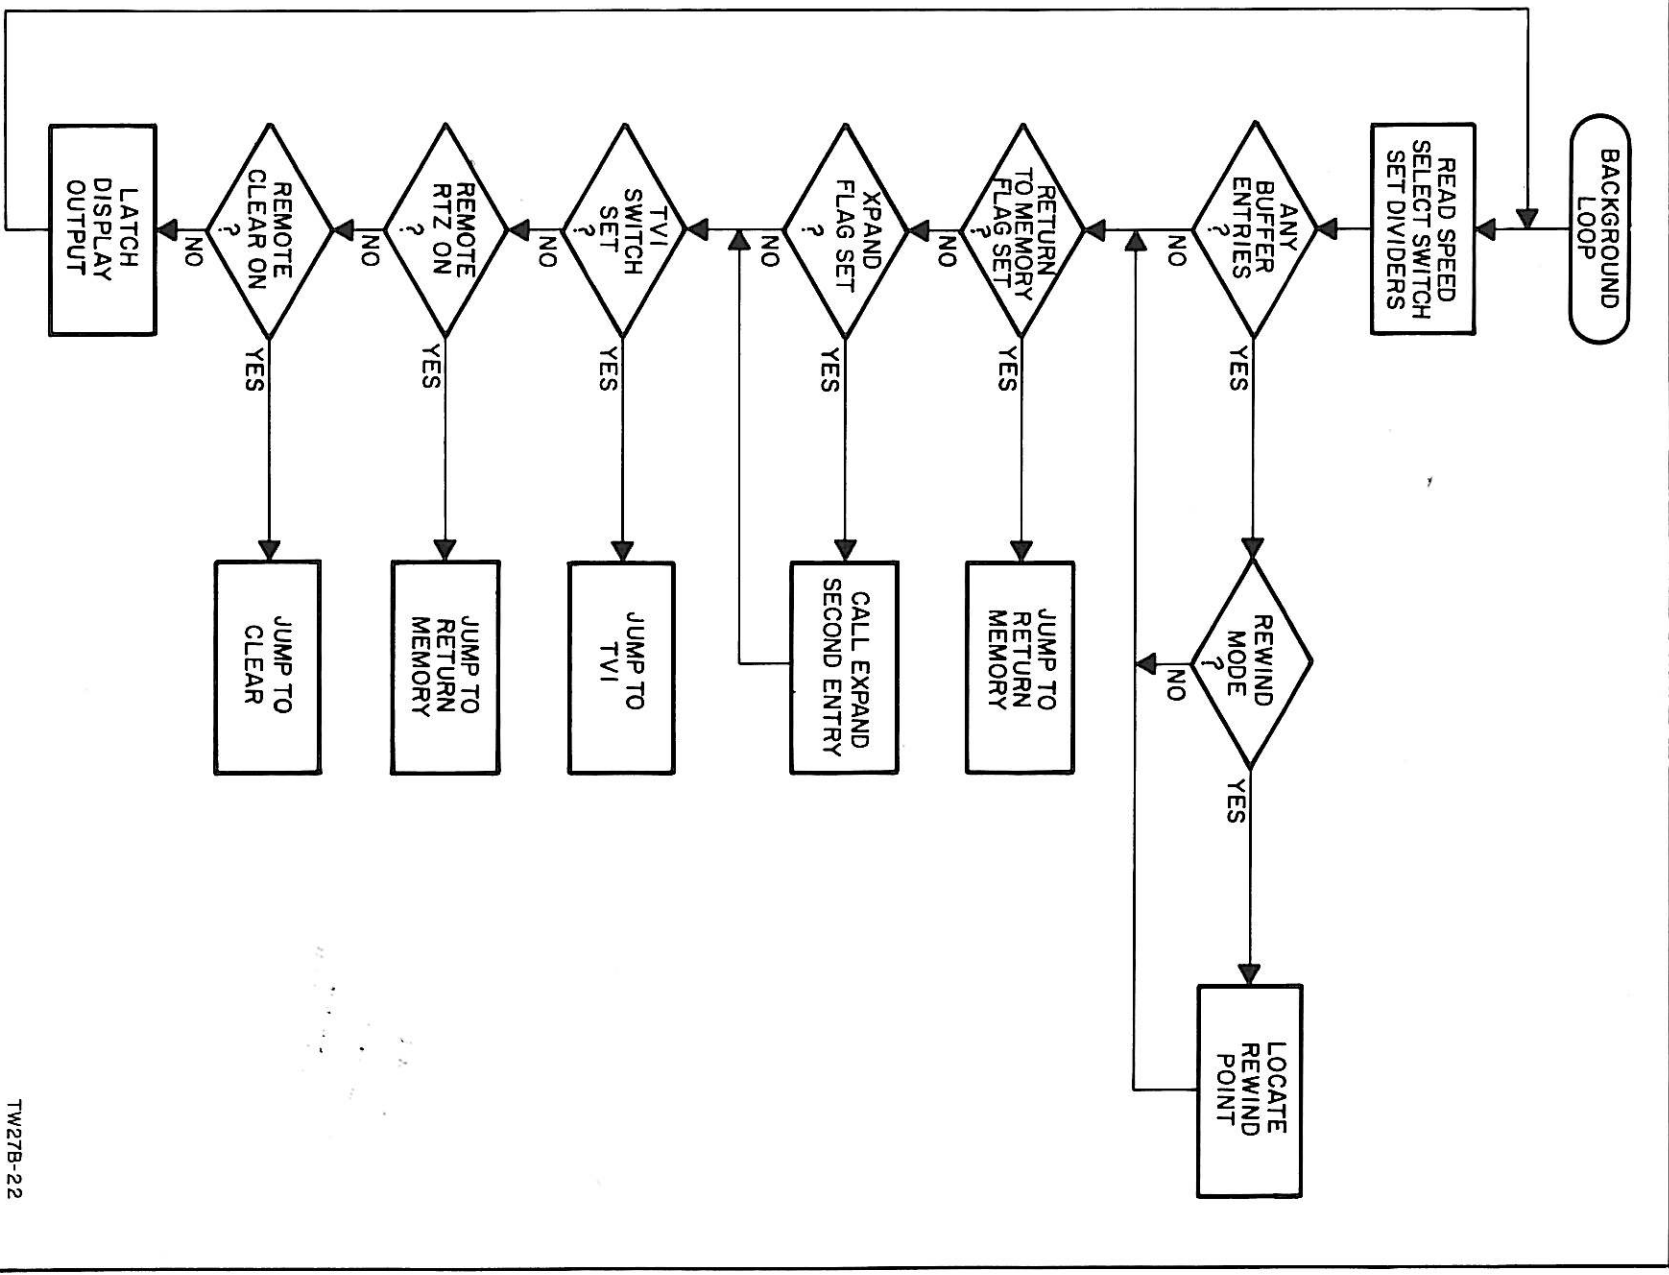 BACKGROUND
LOOP
READ SPEED
SELECT SWITCH
SET DIVIDERS
ANY
BUFFER
ENTRIES
?
YES
NO
REWIND
MODE
?
YES
NO
LOCATE
REWIND
POINT
RETURN
TO MEMORY
FLAG SET
?
YES
NO
JUMP TO
RETURN
MEMORY
XPAND
FLAG SET
?
YES
NO
CALL EXPAND
SECOND ENTRY
TVI
SWITCH
SET
?
YES
NO
JUMP TO
TVI
REMOTE
RTZ ON
?
YES
NO
JUMP TO
RETURN
MEMORY
REMOTE
CLEAR ON
?
YES
NO
JUMP TO
CLEAR
LATCH
DISPLAY
OUTPUT
TW27B-22